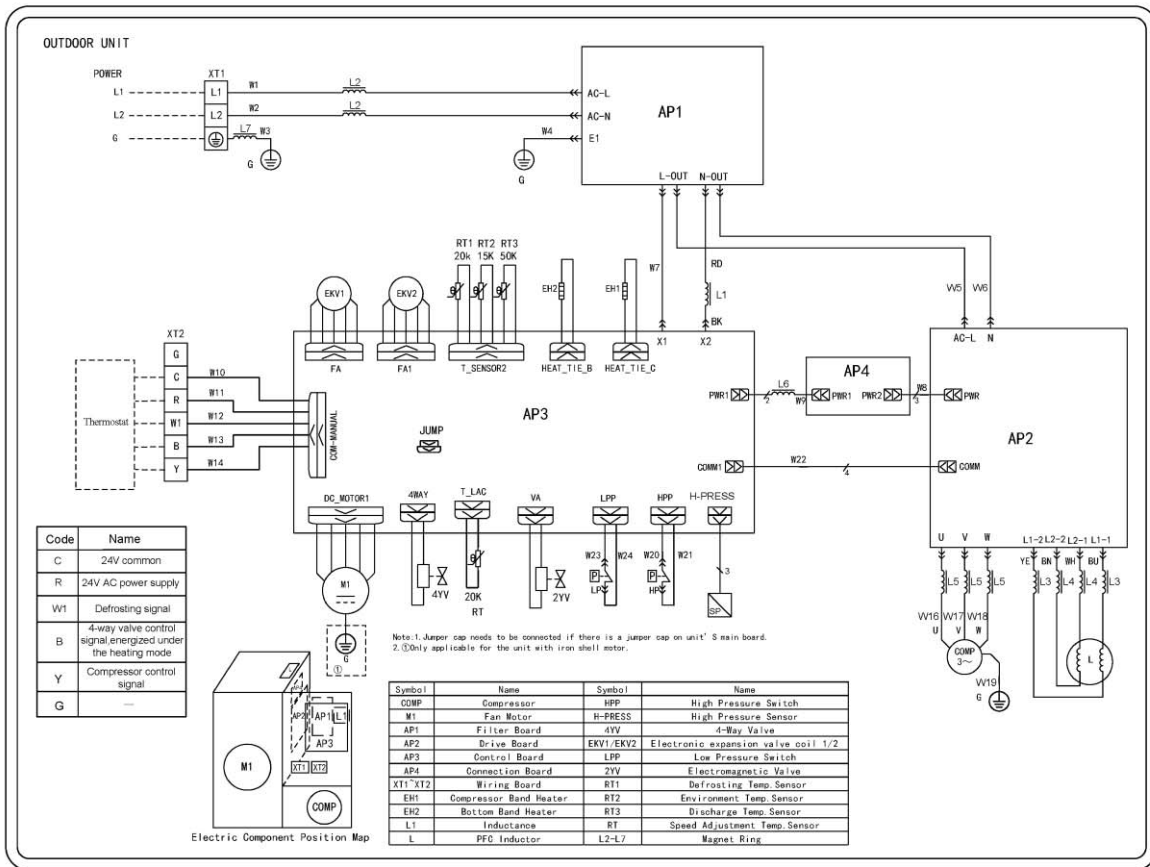 OUTDOOR UNIT
POWER
XT1
L1 L1 W1 L2 AC-L
L2 L2 W2 L2 AC-N
G L7 W3 G
W4 E1
G
AP1
L-OUT N-OUT
RT1 RT2 RT3
20k 15K 50K
EKV1 EKV2 EH2 EH1
W7 RD L1 BK
W5 W6
FA FA1 T_SENSOR2 HEAT_TIE_B HEAT_TIE_C X1 X2
AC-L N
XT2
G
C W10
R W11
W1 W12
B W13
Y W14
Thermostat
COM-MANUAL
AP3
JUMP
PWR1 2 L6 W9 PWR1 PWR2 3 W8 PWR
AP4
AP2
COMM1 W22 4 COMM
DC_MOTOR1 4WAY T_LAC VA LPP HPP H-PRESS
M1
G
①
4YV
20K
RT
2YV
W23 W24
P
LP
W20 W21
P
HP
3
SP
U V W L1-2 L2-2 L2-1 L1-1
YE BN WH BU
L5 L5 L5 L3 L4 L4 L3
W16 W17 W18
U V W
COMP
3~
W19
G
L
Code Name
C 24V common
R 24V AC power supply
W1 Defrosting signal
B 4-way valve control
signal,energized under
the heating mode
Y Compressor control
signal
G —
Note:1.Jumper cap needs to be connected if there is a jumper cap on unit' S main board.
2.①Only applicable for the unit with iron shell motor.
L
AP2 AP1 L1
AP3
M1
XT1 XT2
COMP
Electric Component Position Map
Symbol Name Symbol Name
COMP Compressor HPP High Pressure Switch
M1 Fan Motor H-PRESS High Pressure Sensor
AP1 Filter Board 4YV 4-Way Valve
AP2 Drive Board EKV1/EKV2 Electronic expansion valve coil 1/2
AP3 Control Board LPP Low Pressure Switch
AP4 Connection Board 2YV Electromagnetic Valve
XT1~XT2 Wiring Board RT1 Defrosting Temp.Sensor
EH1 Compressor Band Heater RT2 Environment Temp.Sensor
EH2 Bottom Band Heater RT3 Discharge Temp.Sensor
L1 Inductance RT Speed Adjustment Temp.Sensor
L PFC Inductor L2-L7 Magnet Ring